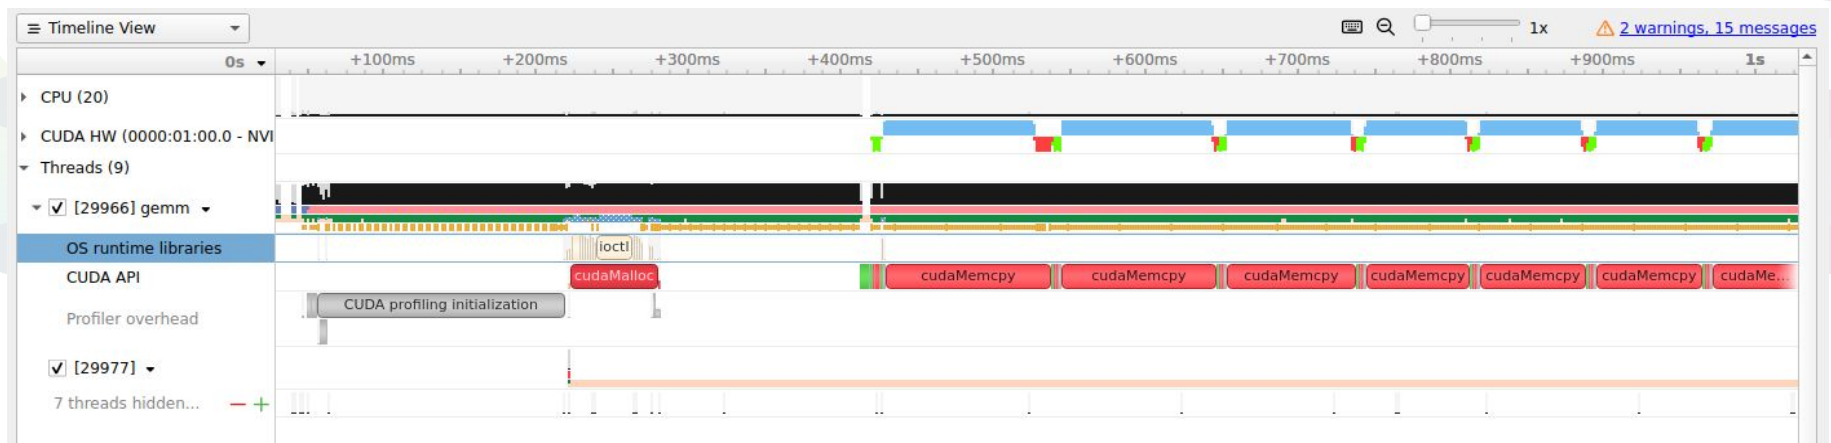 Timeline View
1x
2 warnings, 15 messages
0s
+100ms +200ms +300ms +400ms +500ms +600ms +700ms +800ms +900ms 1s
CPU (20)
CUDA HW (0000:01:00.0 - NVI
Threads (9)
[29966] gemm
OS runtime libraries
ioctl
CUDA API
cudaMalloc cudaMemcpy cudaMemcpy cudaMemcpy cudaMemcpy cudaMemcpy cudaMemcpy cudaMe...
CUDA profiling initialization
Profiler overhead
[29977]
7 threads hidden...